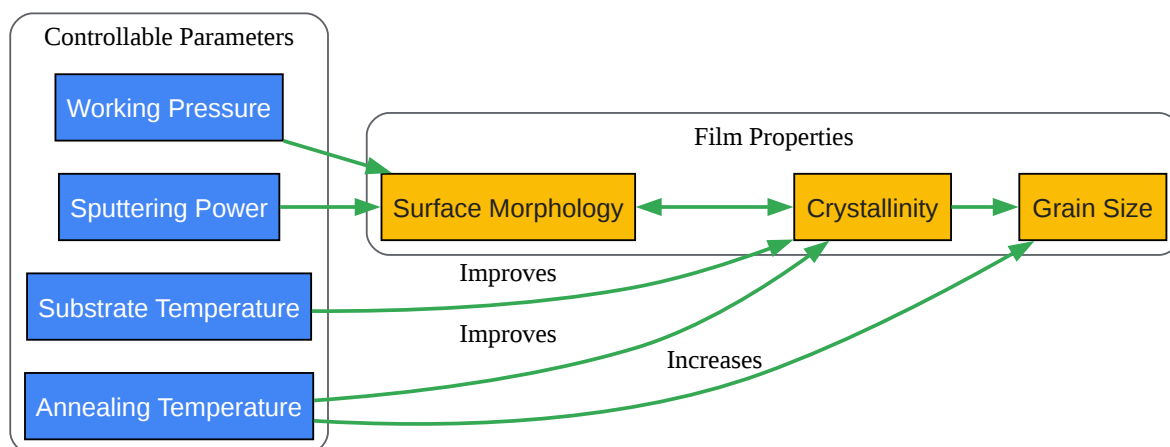 Controllable Parameters
Working Pressure
Film Properties
Sputtering Power
Surface Morphology
Crystallinity
Grain Size
Improves
Substrate Temperature
Improves
Increases
Annealing Temperature